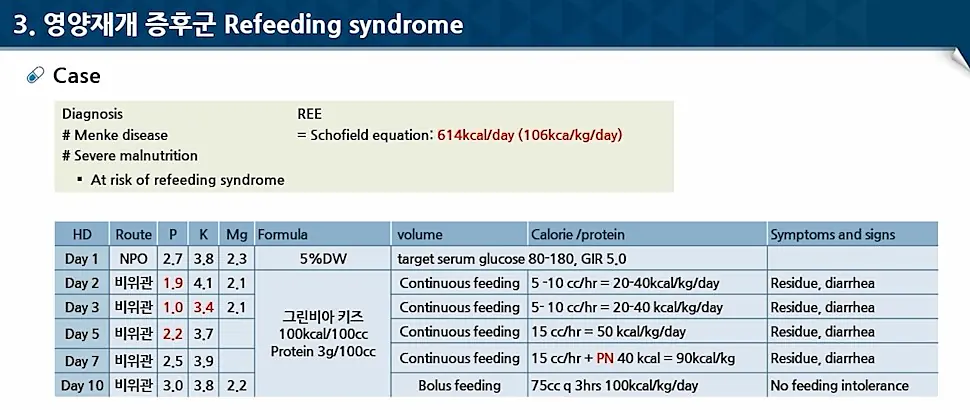 3. 영양재개 증후군 Refeeding syndrome
Case
Diagnosis REE
# Menke disease = Schofield equation: 614kcal/day (106kca/kg/day)
# Severe malnutrition
▪ At risk of refeeding syndrome
HD Route P K Mg Formula volume Calorie /protein Symptoms and signs
Day 1 NPO 2.7 3.8 2.3 5%DW target serum glucose 80-180, GIR 5.0
Day 2 비위관 1.9 4.1 2.1 Continuous feeding 5 -10 cc/hr = 20-40kcal/kg/day Residue, diarrhea
Day 3 비위관 1.0 3.4 2.1 Continuous feeding 5- 10 cc/hr = 20-40 kcal/kg/day Residue, diarrhea
그린비아 키즈
100kcal/100cc
Protein 3g/100cc
Day 5 비위관 2.2 3.7 Continuous feeding 15 cc/hr = 50 kcal/kg/day Residue, diarrhea
Day 7 비위관 2.5 3.9 Continuous feeding 15 cc/hr + PN 40 kcal = 90kcal/kg Residue, diarrhea
Day 10 비위관 3.0 3.8 2.2 Bolus feeding 75cc q 3hrs 100kcal/kg/day No feeding intolerance